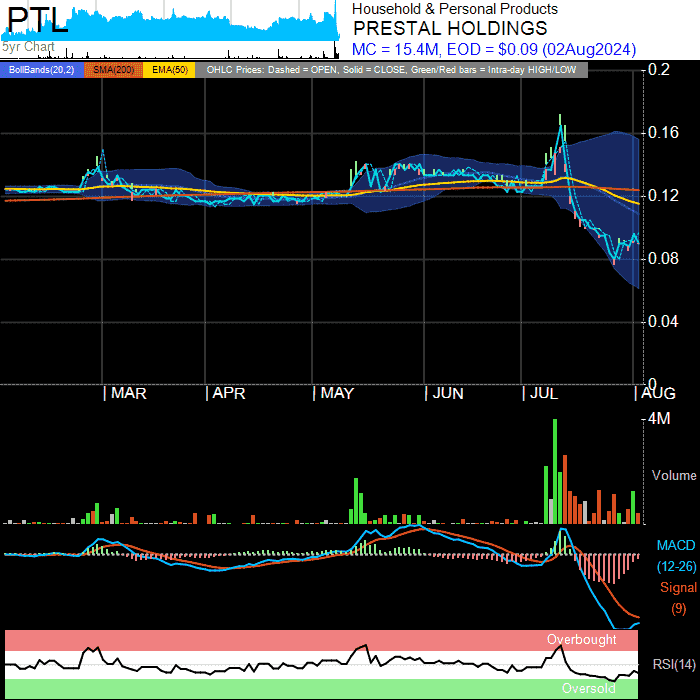 PTL
5yr Chart
Household & Personal Products
PRESTAL HOLDINGS
MC = 15.4M, EOD = $0.09 (02Aug2024)
BollBands(20,2) SMA(200) EMA(50) OHLC Prices: Dashed = OPEN, Solid = CLOSE, Green/Red bars = Intra-day HIGH/LOW
0.2
0.16
0.12
0.08
0.04
0
MAR APR MAY JUN JUL AUG
4M
Volume
MACD
(12-26)
Signal
(9)
Overbought
RSI(14)
Oversold